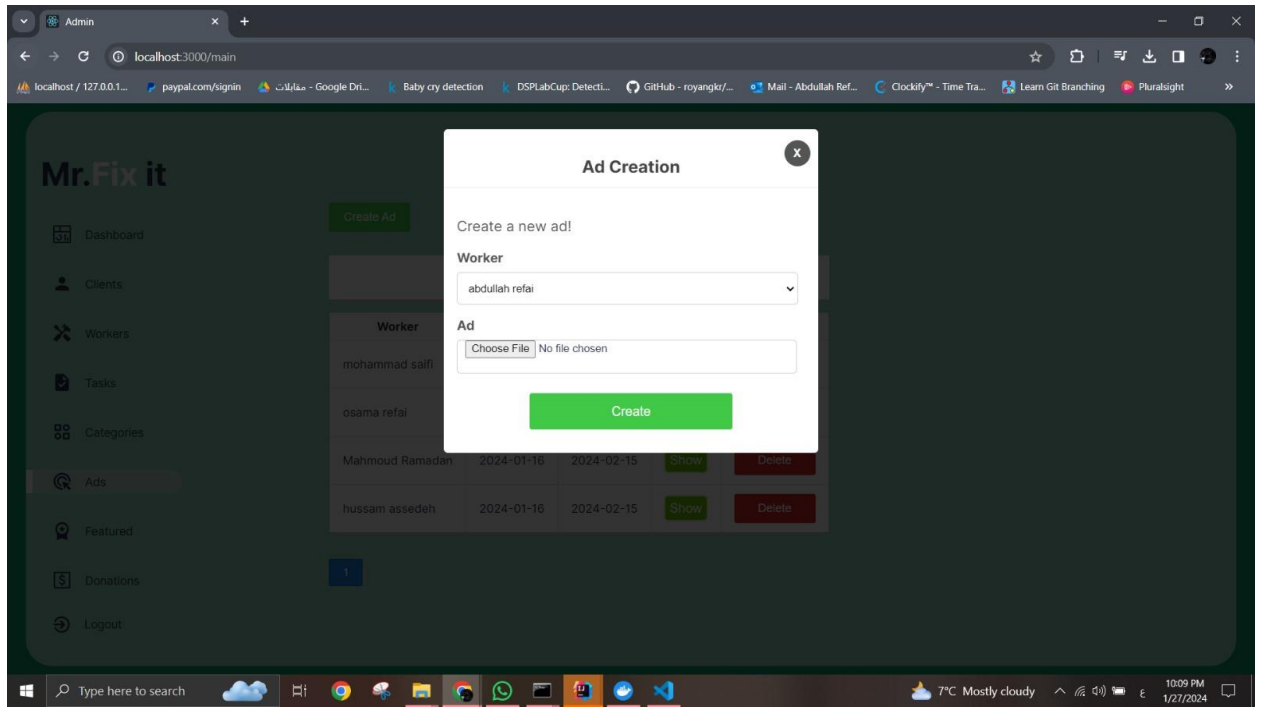 Admin
localhost:3000/main
localhost / 127.0.0.1...
paypal.com/signin
مقابلات - Google Dri...
Baby cry detection
DSPLabCup: Detecti...
GitHub - royangkr/...
Mail - Abdullah Ref...
Clockify™ - Time Tra...
Learn Git Branching
Pluralsight
Mr.Fix it
Dashboard
Clients
Workers
Tasks
Categories
Ads
Featured
Donations
Logout
Create Ad
Ad Creation
X
Create a new ad!
Worker
abdullah refai
Ad
Choose File No file chosen
Create
Worker
mohammad saifi
osama refai
Mahmoud Ramadan 2024-01-16 2024-02-15 Show Delete
hussam assedeh 2024-01-16 2024-02-15 Show Delete
1
Type here to search
7°C Mostly cloudy
ع
10:09 PM
1/27/2024